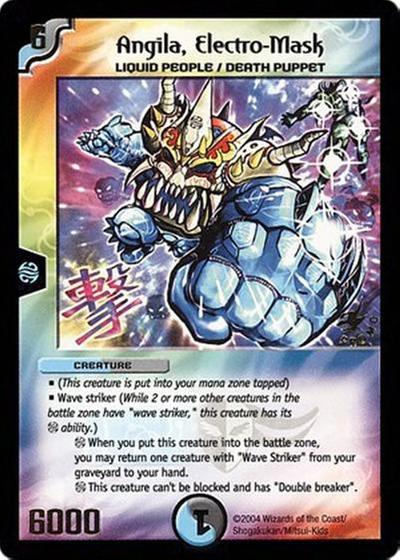 6
Angila, Electro-Mask
LIQUID PEOPLE / DEATH PUPPET
撃
CREATURE
▪ (This creature is put into your mana zone tapped)
▪ Wave striker (While 2 or more other creatures in the
battle zone have "wave striker," this creature has its
ability.)
When you put this creature into the battle zone,
you may return one creature with "Wave Striker" from your
graveyard to your hand.
This creature can't be blocked and has "Double breaker".
6000
©2004 Wizards of the Coast/
Shogakukan/Mitsui-Kids